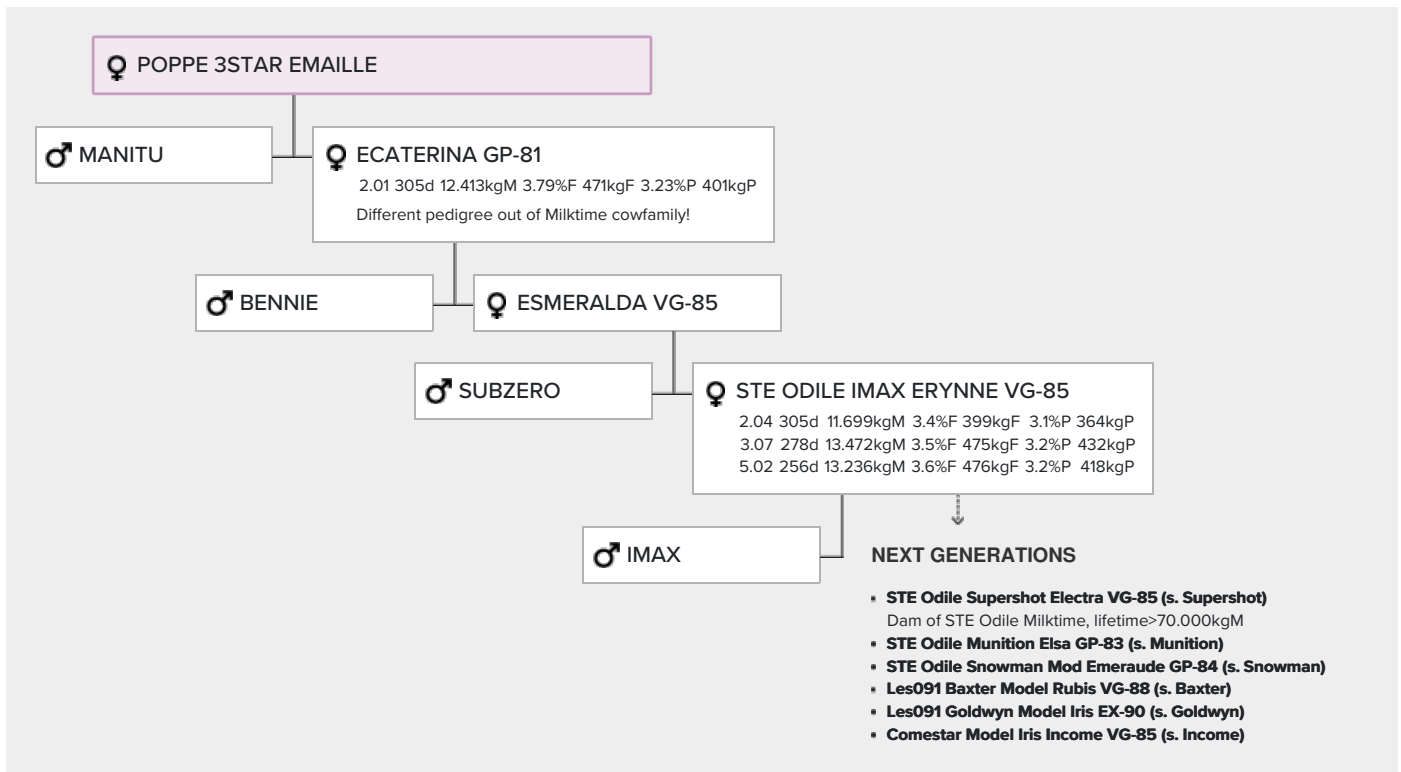 POPPE 3STAR EMAILLE
MANITU
ECATERINA GP-81
2.01 305d 12.413kgM 3.79%F 471kgF 3.23%P 401kgP
Different pedigree out of Milktime cowfamily!
BENNIE
ESMERALDA VG-85
SUBZERO
STE ODILE IMAX ERYNNE VG-85
2.04 305d 11.699kgM 3.4%F 399kgF 3.1%P 364kgP
3.07 278d 13.472kgM 3.5%F 475kgF 3.2%P 432kgP
5.02 256d 13.236kgM 3.6%F 476kgF 3.2%P 418kgP
IMAX
NEXT GENERATIONS
• STE Odile Supershot Electra VG-85 (s. Supershot)
Dam of STE Odile Milktime, lifetime>70.000kgM
• STE Odile Munition Elsa GP-83 (s. Munition)
• STE Odile Snowman Mod Emeraude GP-84 (s. Snowman)
• Les091 Baxter Model Rubis VG-88 (s. Baxter)
• Les091 Goldwyn Model Iris EX-90 (s. Goldwyn)
• Comestar Model Iris Income VG-85 (s. Income)